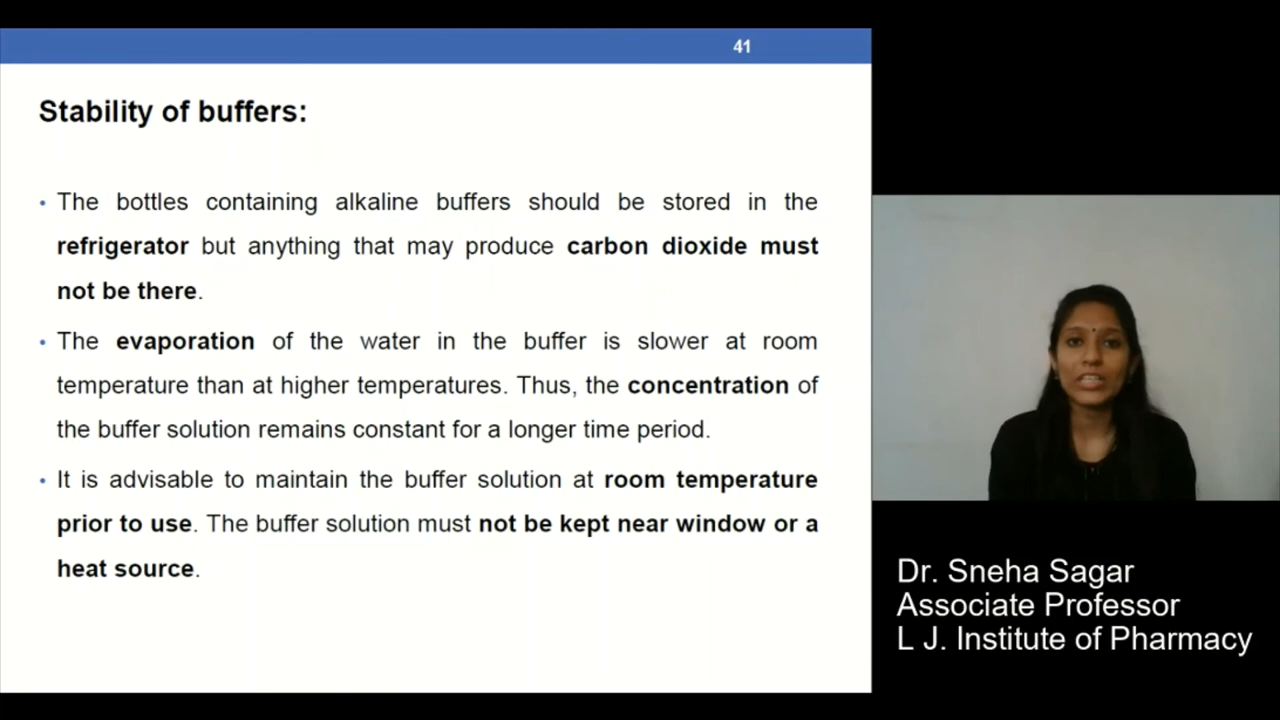 41
Stability of buffers:
• The bottles containing alkaline buffers should be stored in the
refrigerator but anything that may produce carbon dioxide must
not be there.
• The evaporation of the water in the buffer is slower at room
temperature than at higher temperatures. Thus, the concentration of
the buffer solution remains constant for a longer time period.
• It is advisable to maintain the buffer solution at room temperature
prior to use. The buffer solution must not be kept near window or a
heat source.
Dr. Sneha Sagar
Associate Professor
L J. Institute of Pharmacy